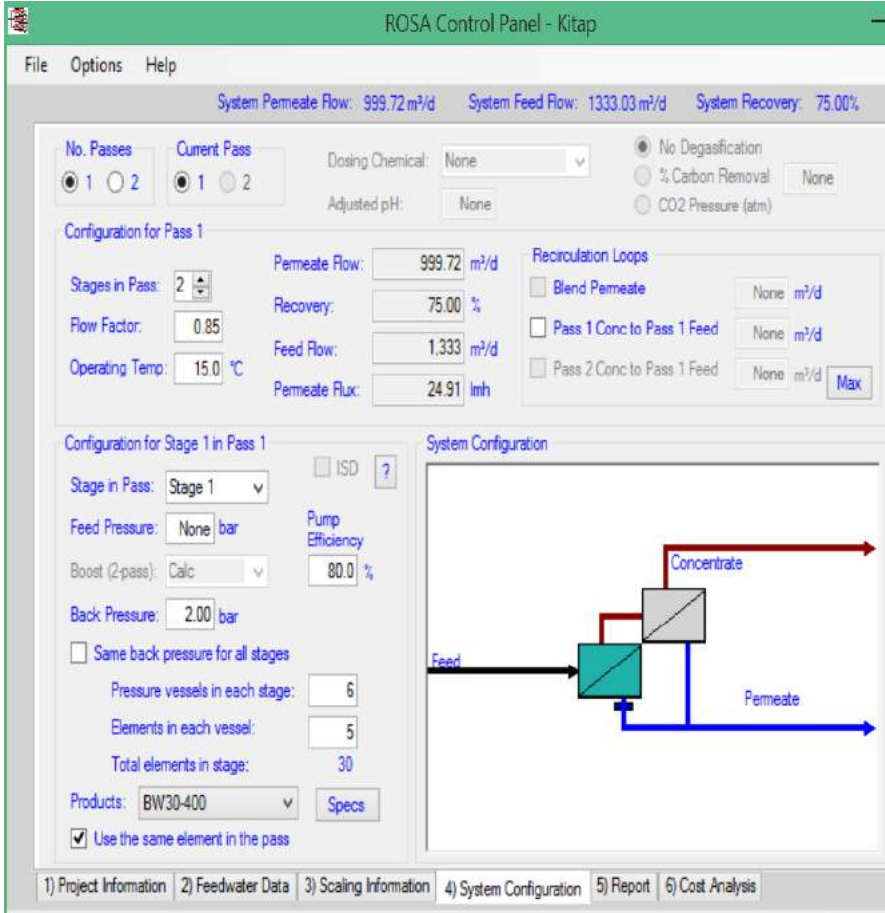 ROSA Control Panel - Kitap
File Options Help
System Permeate Flow: 999.72 m³/d System Feed Flow: 1333.03 m³/d System Recovery: 75.00%
No. Passes
1 2
Current Pass
1 2
Dosing Chemical: None
Adjusted pH: None
No Degasification
% Carbon Removal None
CO2 Pressure (atm)
Configuration for Pass 1
Stages in Pass: 2
Flow Factor: 0.85
Operating Temp: 15.0 °C
Permeate Flow: 999.72 m³/d
Recovery: 75.00 %
Feed Flow: 1,333 m³/d
Permeate Flux: 24.91 lmh
Recirculation Loops
Blend Permeate None m³/d
Pass 1 Conc to Pass 1 Feed None m³/d
Pass 2 Conc to Pass 1 Feed None m³/d Max
Configuration for Stage 1 in Pass 1
ISD ?
Stage in Pass: Stage 1
Feed Pressure: None bar
Pump
Efficiency
80.0 %
Boost (2-pass): Calc
Back Pressure: 2.00 bar
Same back pressure for all stages
Pressure vessels in each stage: 6
Elements in each vessel: 5
Total elements in stage: 30
Products: BW30-400 Specs
Use the same element in the pass
System Configuration
Concentrate
Feed
Permeate
1) Project Information 2) Feedwater Data 3) Scaling Information 4) System Configuration 5) Report 6) Cost Analysis